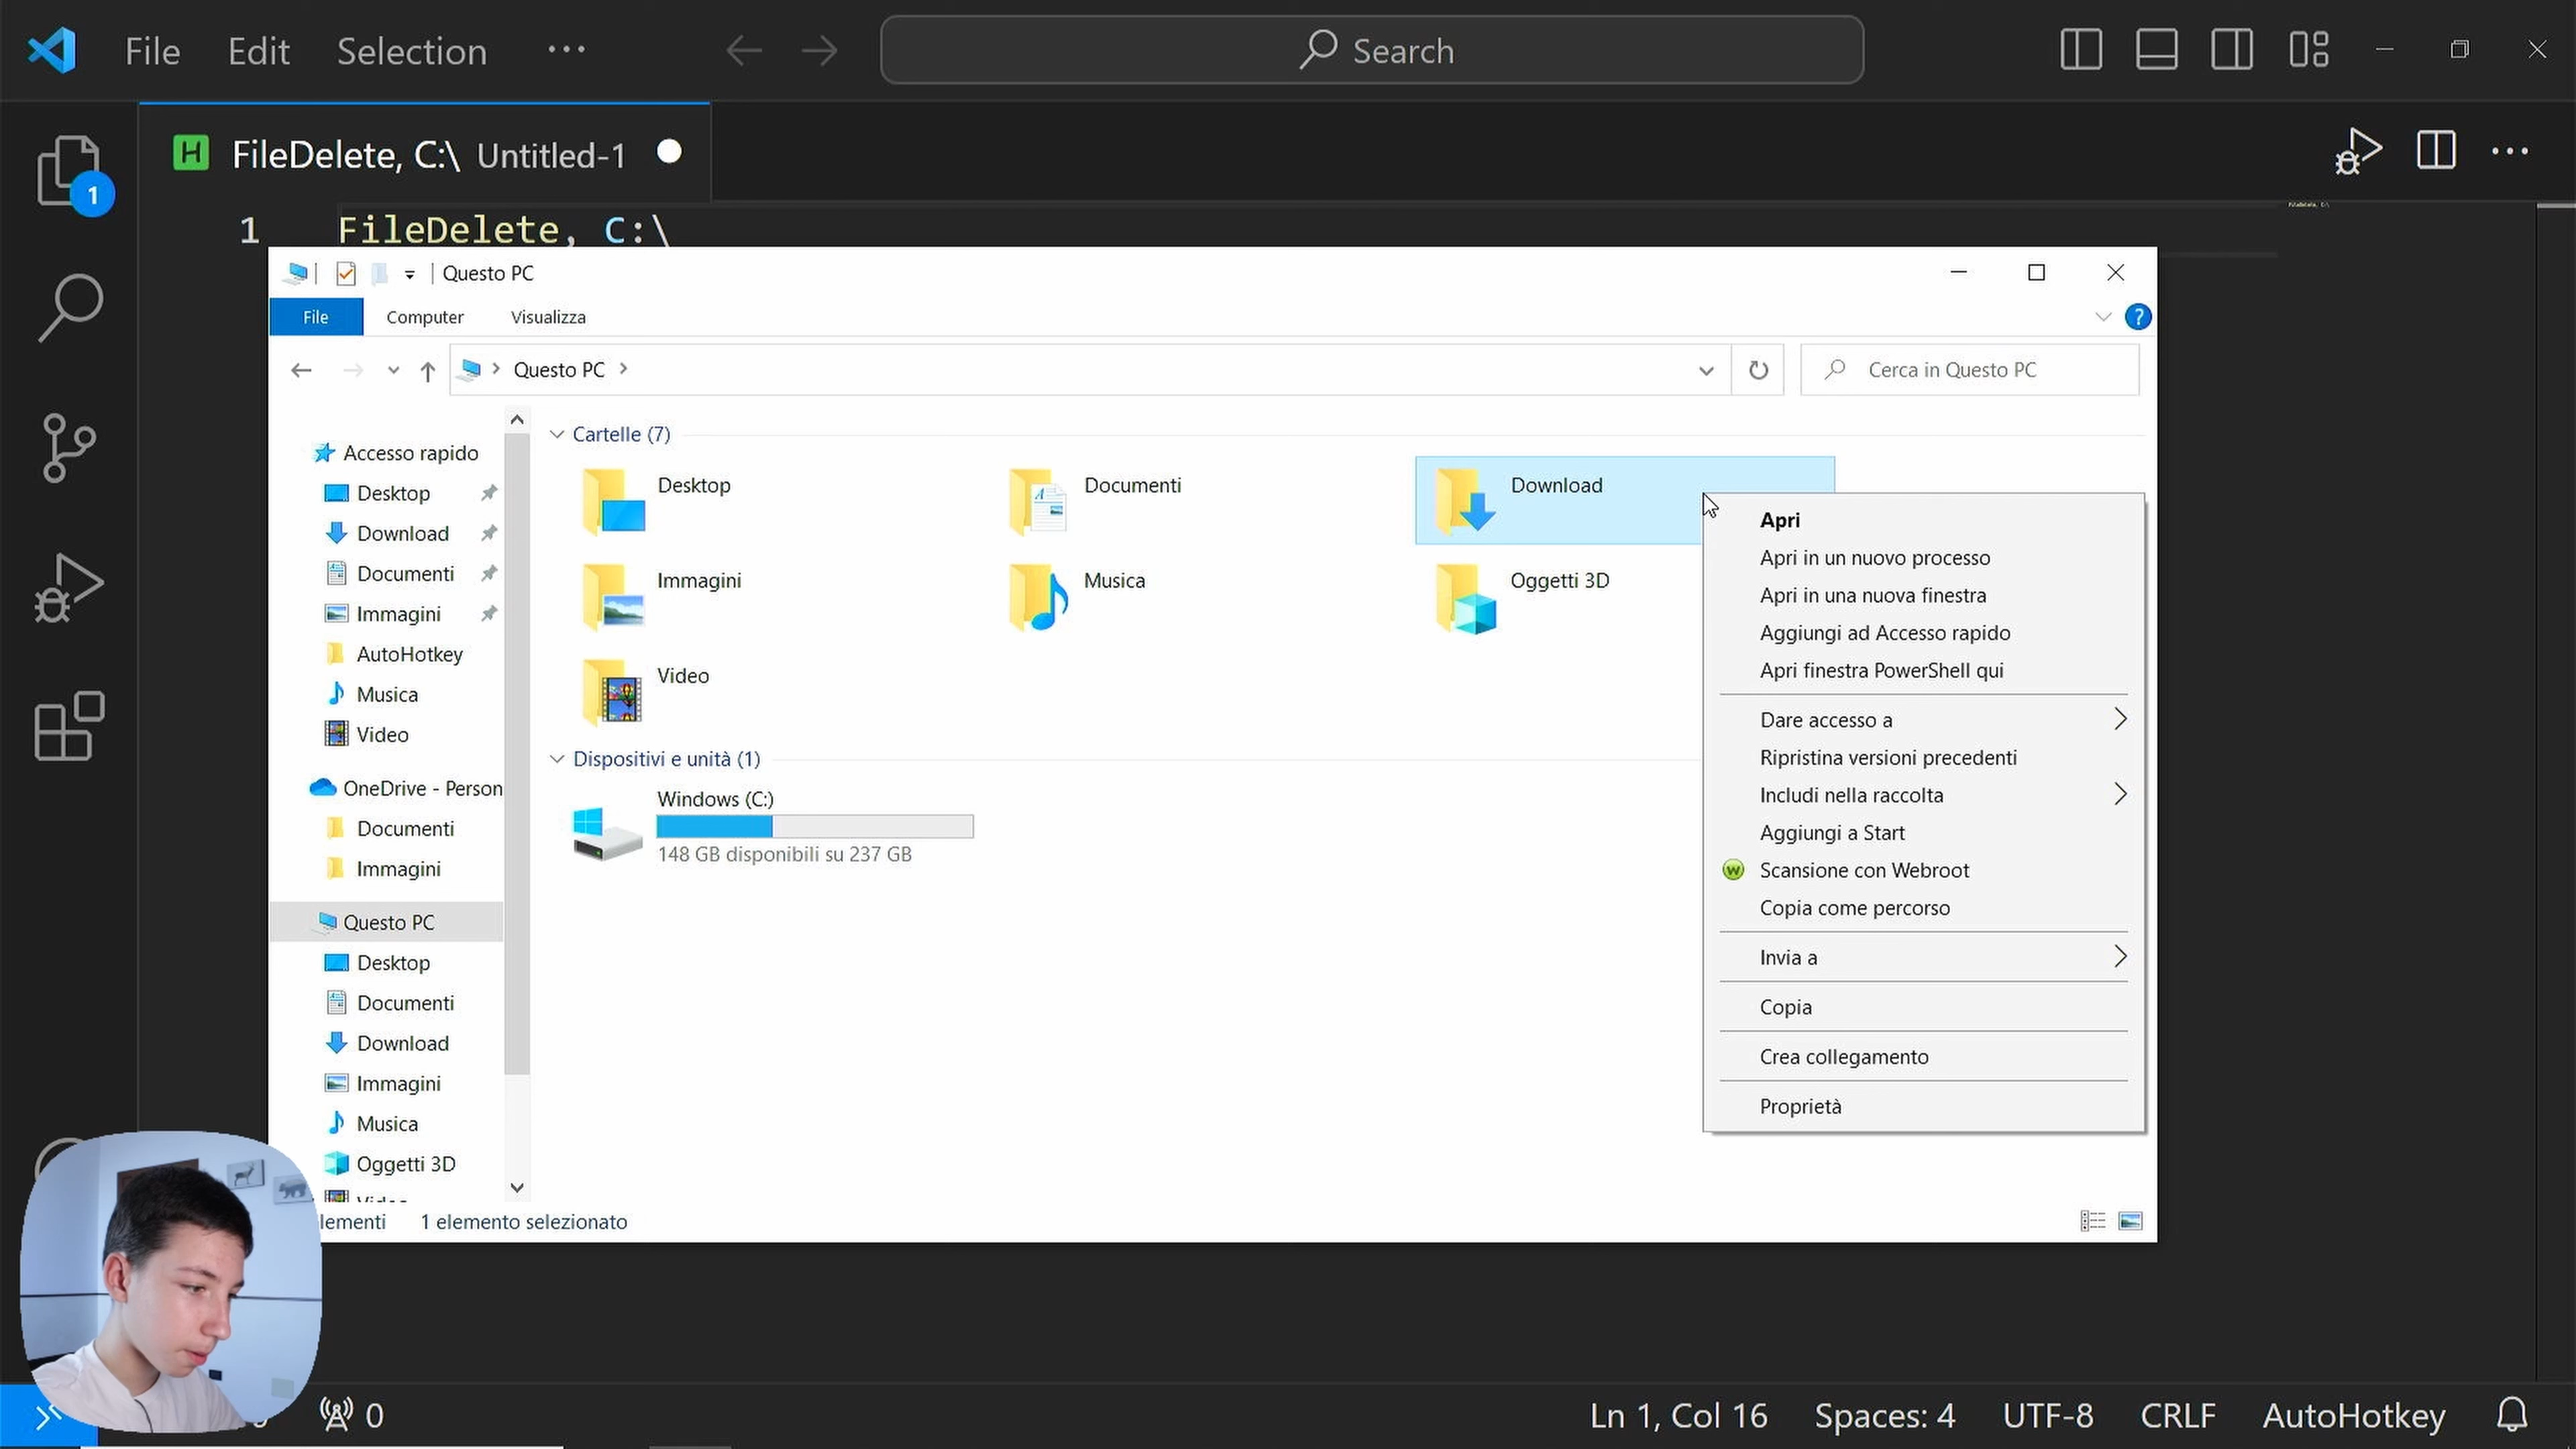 File Edit Selection ··· Search
FileDelete, C:\ Untitled-1
1
1 FileDelete, C:\
Questo PC
File Computer Visualizza
Questo PC
Cerca in Questo PC
Accesso rapido
Desktop
Download
Documenti
Immagini
AutoHotkey
Musica
Video
OneDrive - Person
Documenti
Immagini
Questo PC
Desktop
Documenti
Download
Immagini
Musica
Oggetti 3D
Cartelle (7)
Desktop
Documenti
Download
Immagini
Musica
Oggetti 3D
Video
Dispositivi e unità (1)
Windows (C:)
148 GB disponibili su 237 GB
Apri
Apri in un nuovo processo
Apri in una nuova finestra
Aggiungi ad Accesso rapido
Apri finestra PowerShell qui
Dare accesso a
Ripristina versioni precedenti
Includi nella raccolta
Aggiungi a Start
Scansione con Webroot
Copia come percorso
Invia a
Copia
Crea collegamento
Proprietà
1 elemento selezionato
0 Ln 1, Col 16 Spaces: 4 UTF-8 CRLF AutoHotkey